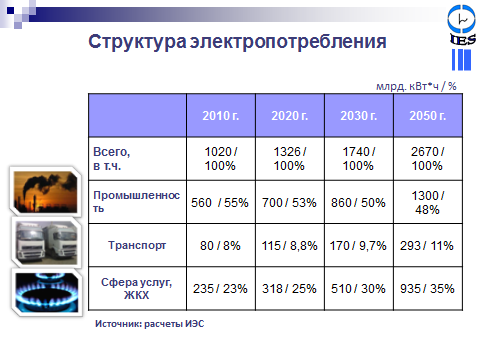 IES
Структура электропотребления
млрд. кВт*ч / %
2010 г. 2020 г. 2030 г. 2050 г.
Всего,
в т.ч.
1020 /
100%
1326 /
100%
1740 /
100%
2670 /
100%
Промышленнос
ть
560 / 55% 700 / 53% 860 / 50%
1300 /
48%
Транспорт 80 / 8% 115 / 8,8% 170 / 9,7% 293 / 11%
Сфера услуг,
ЖКХ
235 / 23% 318 / 25% 510 / 30% 935 / 35%
Источник: расчеты ИЭС